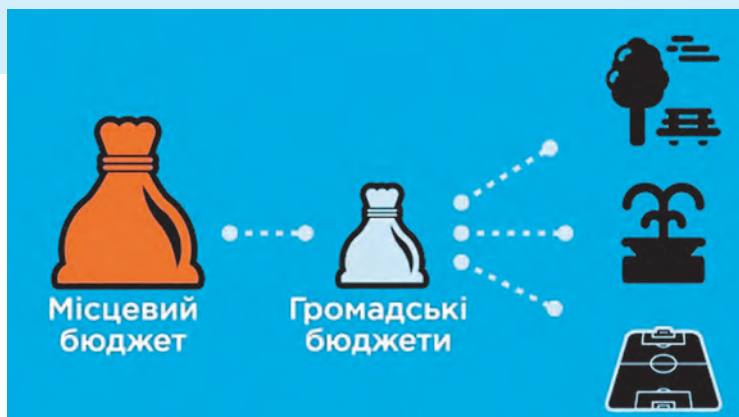 Місцевий
бюджет
Громадські
бюджети